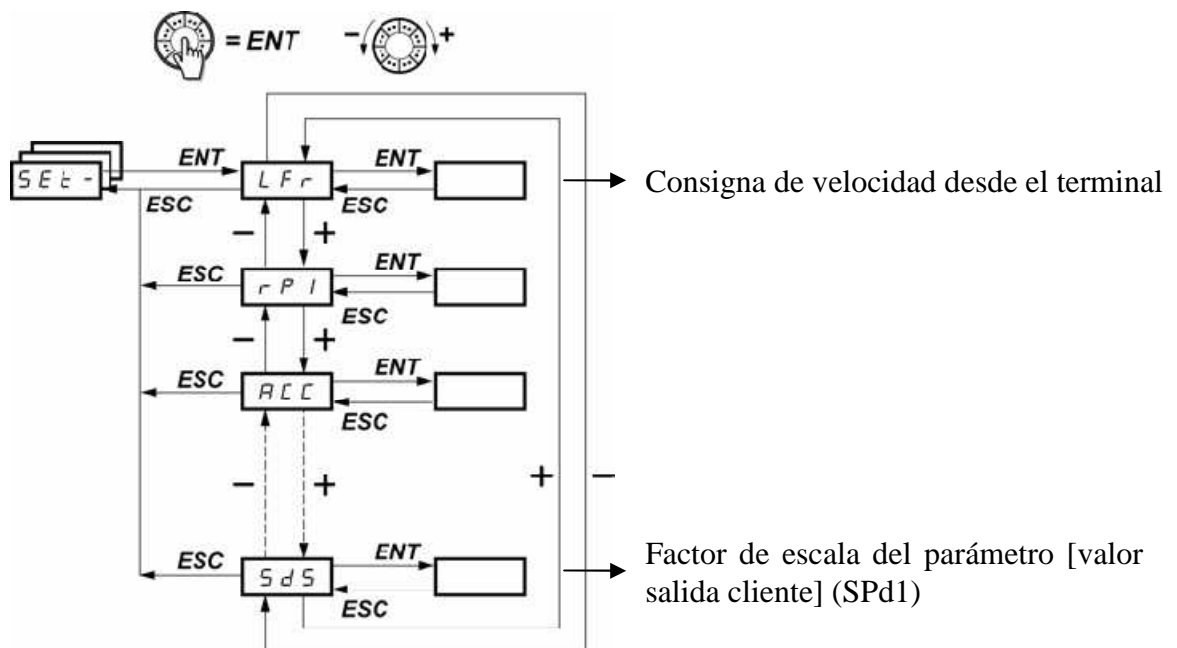 = ENT - +
ENT ENT
SEt - LFr Consigna de velocidad desde el terminal
ESC ESC
- +
ESC ENT
rP1
ESC
- +
ESC ENT
ACC
ESC
- + + -
ESC ENT
SdS
ESC
Factor de escala del parámetro [valor
salida cliente] (SPd1)